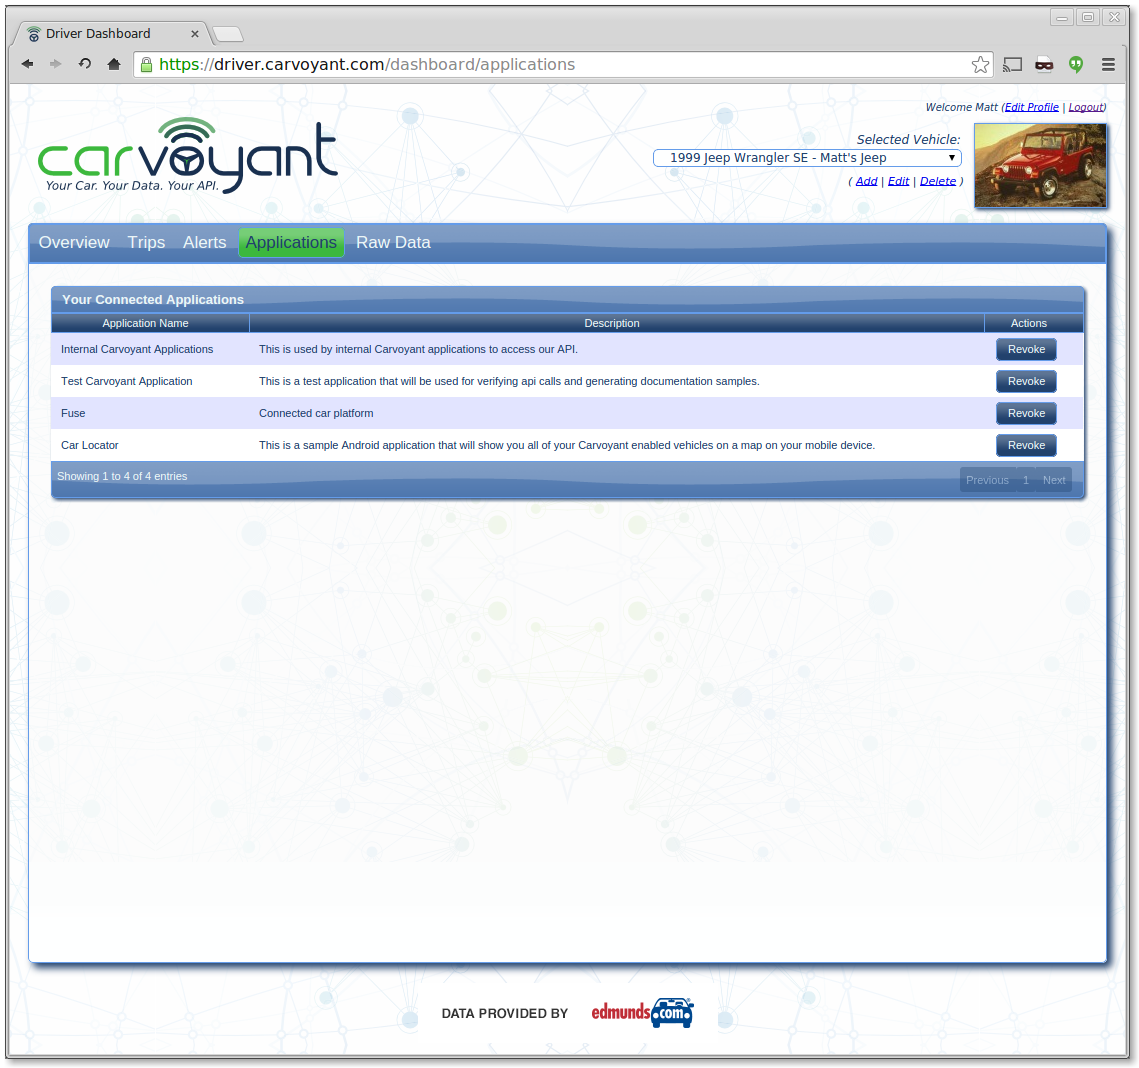 Driver Dashboard
https://driver.carvoyant.com/dashboard/applications
Welcome Matt (Edit Profile | Logout)
carvoyant
Your Car. Your Data. Your API.
Selected Vehicle:
1999 Jeep Wrangler SE - Matt's Jeep
( Add | Edit | Delete )
Overview Trips Alerts Applications Raw Data
Your Connected Applications
Application Name Description Actions
Internal Carvoyant Applications This is used by internal Carvoyant applications to access our API. Revoke
Test Carvoyant Application This is a test application that will be used for verifying api calls and generating documentation samples. Revoke
Fuse Connected car platform Revoke
Car Locator This is a sample Android application that will show you all of your Carvoyant enabled vehicles on a map on your mobile device. Revoke
Showing 1 to 4 of 4 entries Previous 1 Next
DATA PROVIDED BY edmunds.com